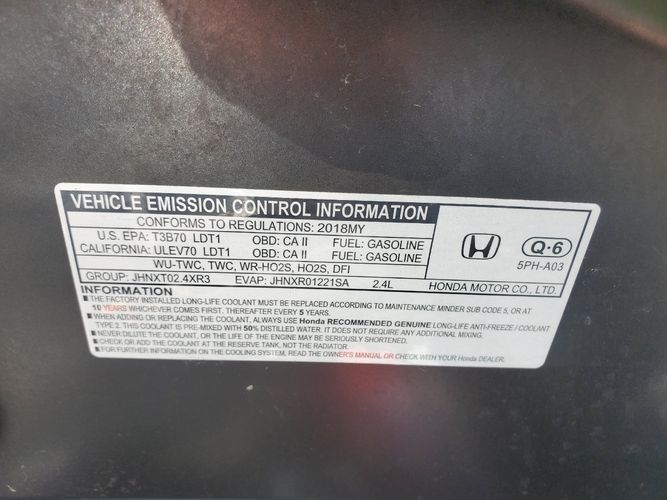 VEHICLE EMISSION CONTROL INFORMATION
CONFORMS TO REGULATIONS: 2018MY
U.S. EPA: T3B70 LDT1 OBD: CA II FUEL: GASOLINE
CALIFORNIA: ULEV70 LDT1 OBD: CA II FUEL: GASOLINE
WU-TWC, TWC, WR-HO2S, HO2S, DFI
GROUP: JHNXT02.4XR3 EVAP: JHNXR01221SA 2.4L
Q·6
5PH-A03
HONDA MOTOR CO., LTD.
INFORMATION
■ THE FACTORY INSTALLED LONG-LIFE COOLANT MUST BE REPLACED ACCORDING TO MAINTENANCE MINDER SUB CODE 5, OR AT
10 YEARS WHICHEVER COMES FIRST. THEREAFTER EVERY 5 YEARS.
■ WHEN ADDING OR REPLACING THE COOLANT, ALWAYS USE Honda RECOMMENDED GENUINE LONG-LIFE ANTI-FREEZE / COOLANT
TYPE 2. THIS COOLANT IS PRE-MIXED WITH 50% DISTILLED WATER. IT DOES NOT REQUIRE ANY ADDITIONAL MIXING.
■ NEVER DILUTE THE COOLANT, OR THE LIFE OF THE ENGINE MAY BE SERIOUSLY SHORTENED.
■ CHECK OR ADD COOLANT AT THE RESERVE TANK, NOT THE RADIATOR.
■ FOR FURTHER INFORMATION ON THE COOLING SYSTEM, READ THE OWNER'S MANUAL OR CHECK WITH YOUR Honda DEALER.